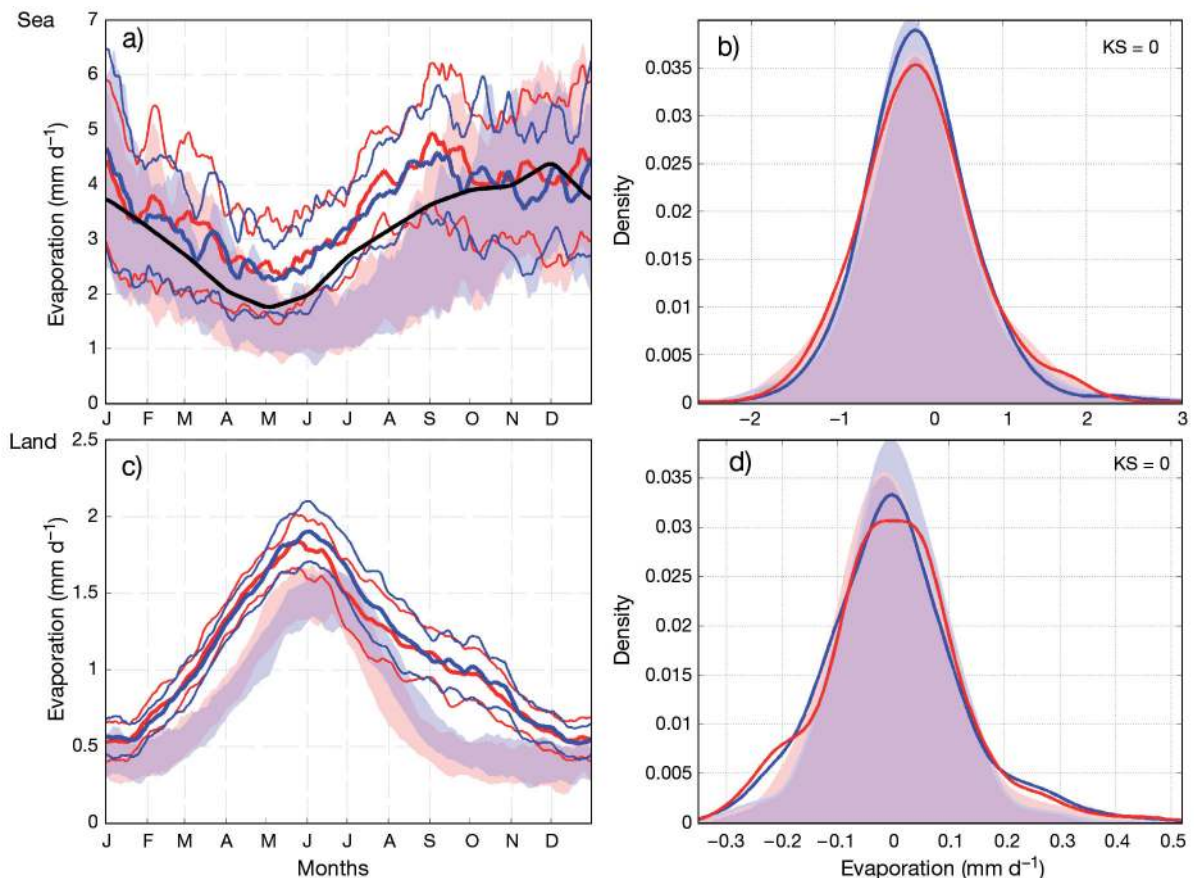 Sea
a)
7
6
5
4
3
2
1
0
Evaporation (mm d⁻¹)
J F M A M J J A S O N D
b)
KS = 0
0.035
0.03
0.025
0.02
0.015
0.01
0.005
0
Density
−2 −1 0 1 2 3
Land
c)
2.5
2
1.5
1
0.5
0
Evaporation (mm d⁻¹)
J F M A M J J A S O N D
Months
d)
KS = 0
0.035
0.03
0.025
0.02
0.015
0.01
0.005
0
Density
−0.3 −0.2 −0.1 0 0.1 0.2 0.3 0.4 0.5
Evaporation (mm d⁻¹)